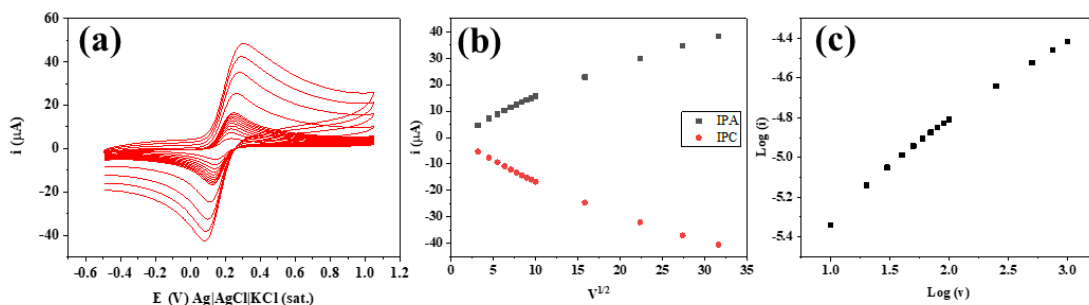 (a)
60
40
20
0
-20
-40
i (µA)
-0.6 -0.4 -0.2 0.0 0.2 0.4 0.6 0.8 1.0 1.2
E (V) Ag|AgCl|KCl (sat.)
(b)
40
30
20
10
0
-10
-20
-30
-40
i (µA)
IPA
IPC
0 5 10 15 20 25 30 35
V1/2
(c)
-4.4
-4.6
-4.8
-5.0
-5.2
-5.4
Log (i)
1.0 1.5 2.0 2.5 3.0
Log (v)